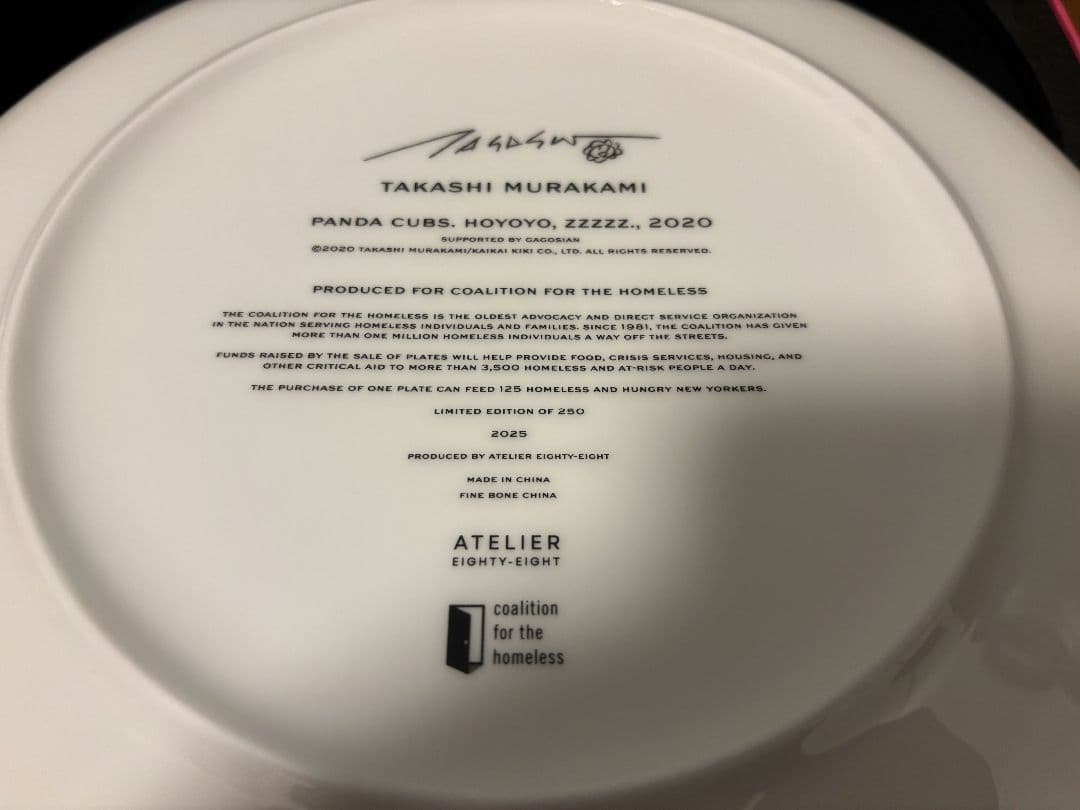 TAKASHI MURAKAMI
PANDA CUBS. HOYOYO, ZZZZZ., 2020
SUPPORTED BY GAGOSIAN
©2020 TAKASHI MURAKAMI/KAIKAI KIKI CO., LTD. ALL RIGHTS RESERVED.
PRODUCED FOR COALITION FOR THE HOMELESS
THE COALITION FOR THE HOMELESS IS THE OLDEST ADVOCACY AND DIRECT SERVICE ORGANIZATION
IN THE NATION SERVING HOMELESS INDIVIDUALS AND FAMILIES. SINCE 1981, THE COALITION HAS GIVEN
MORE THAN ONE MILLION HOMELESS INDIVIDUALS A WAY OFF THE STREETS.
FUNDS RAISED BY THE SALE OF PLATES WILL HELP PROVIDE FOOD, CRISIS SERVICES, HOUSING, AND
OTHER CRITICAL AID TO MORE THAN 3,500 HOMELESS AND AT-RISK PEOPLE A DAY.
THE PURCHASE OF ONE PLATE CAN FEED 125 HOMELESS AND HUNGRY NEW YORKERS.
LIMITED EDITION OF 250
2025
PRODUCED BY ATELIER EIGHTY-EIGHT
MADE IN CHINA
FINE BONE CHINA
ATELIER
EIGHTY-EIGHT
coalition
for the
homeless